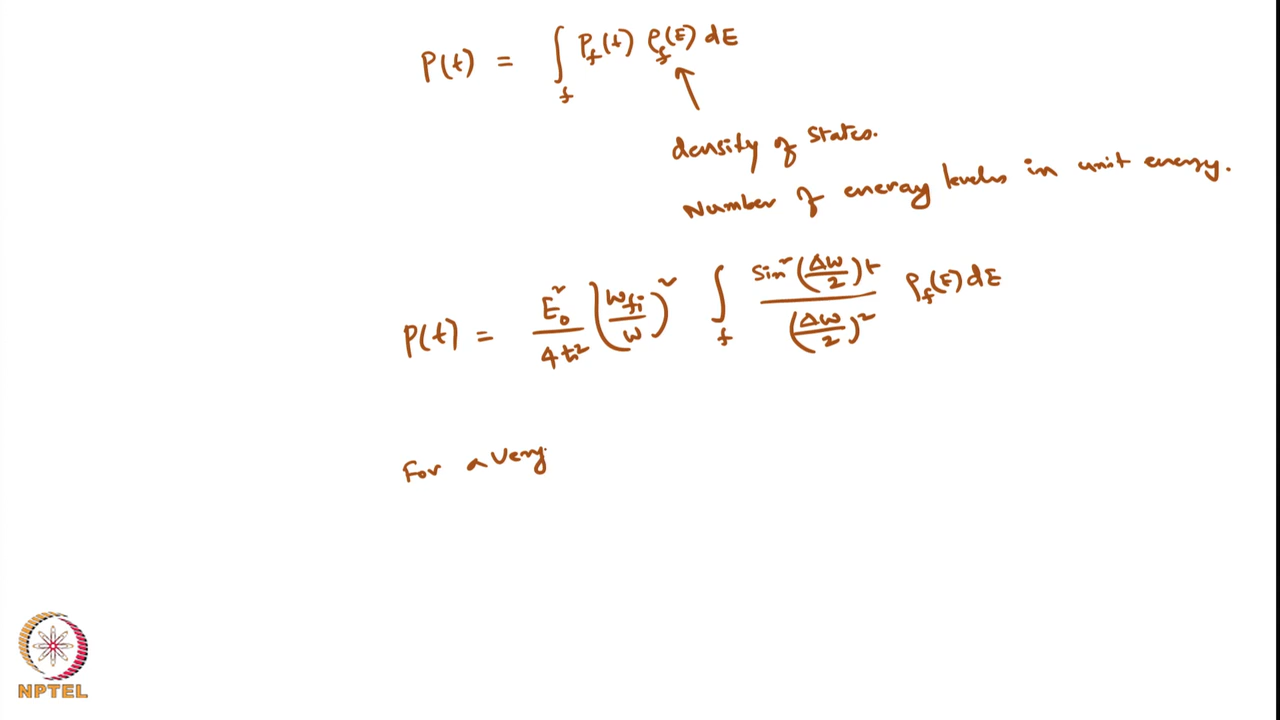 P(t) = ∫_f P_f(t) ρ_f(E) dE
density of states.
Number of energy levels in unit energy.
P(t) = E_0^2 / 4ħ^2 (ω_fi / ω)^2 ∫_f sin^2(Δω/2)t / (Δω/2)^2 ρ_f(E) dE
For a very
NPTEL